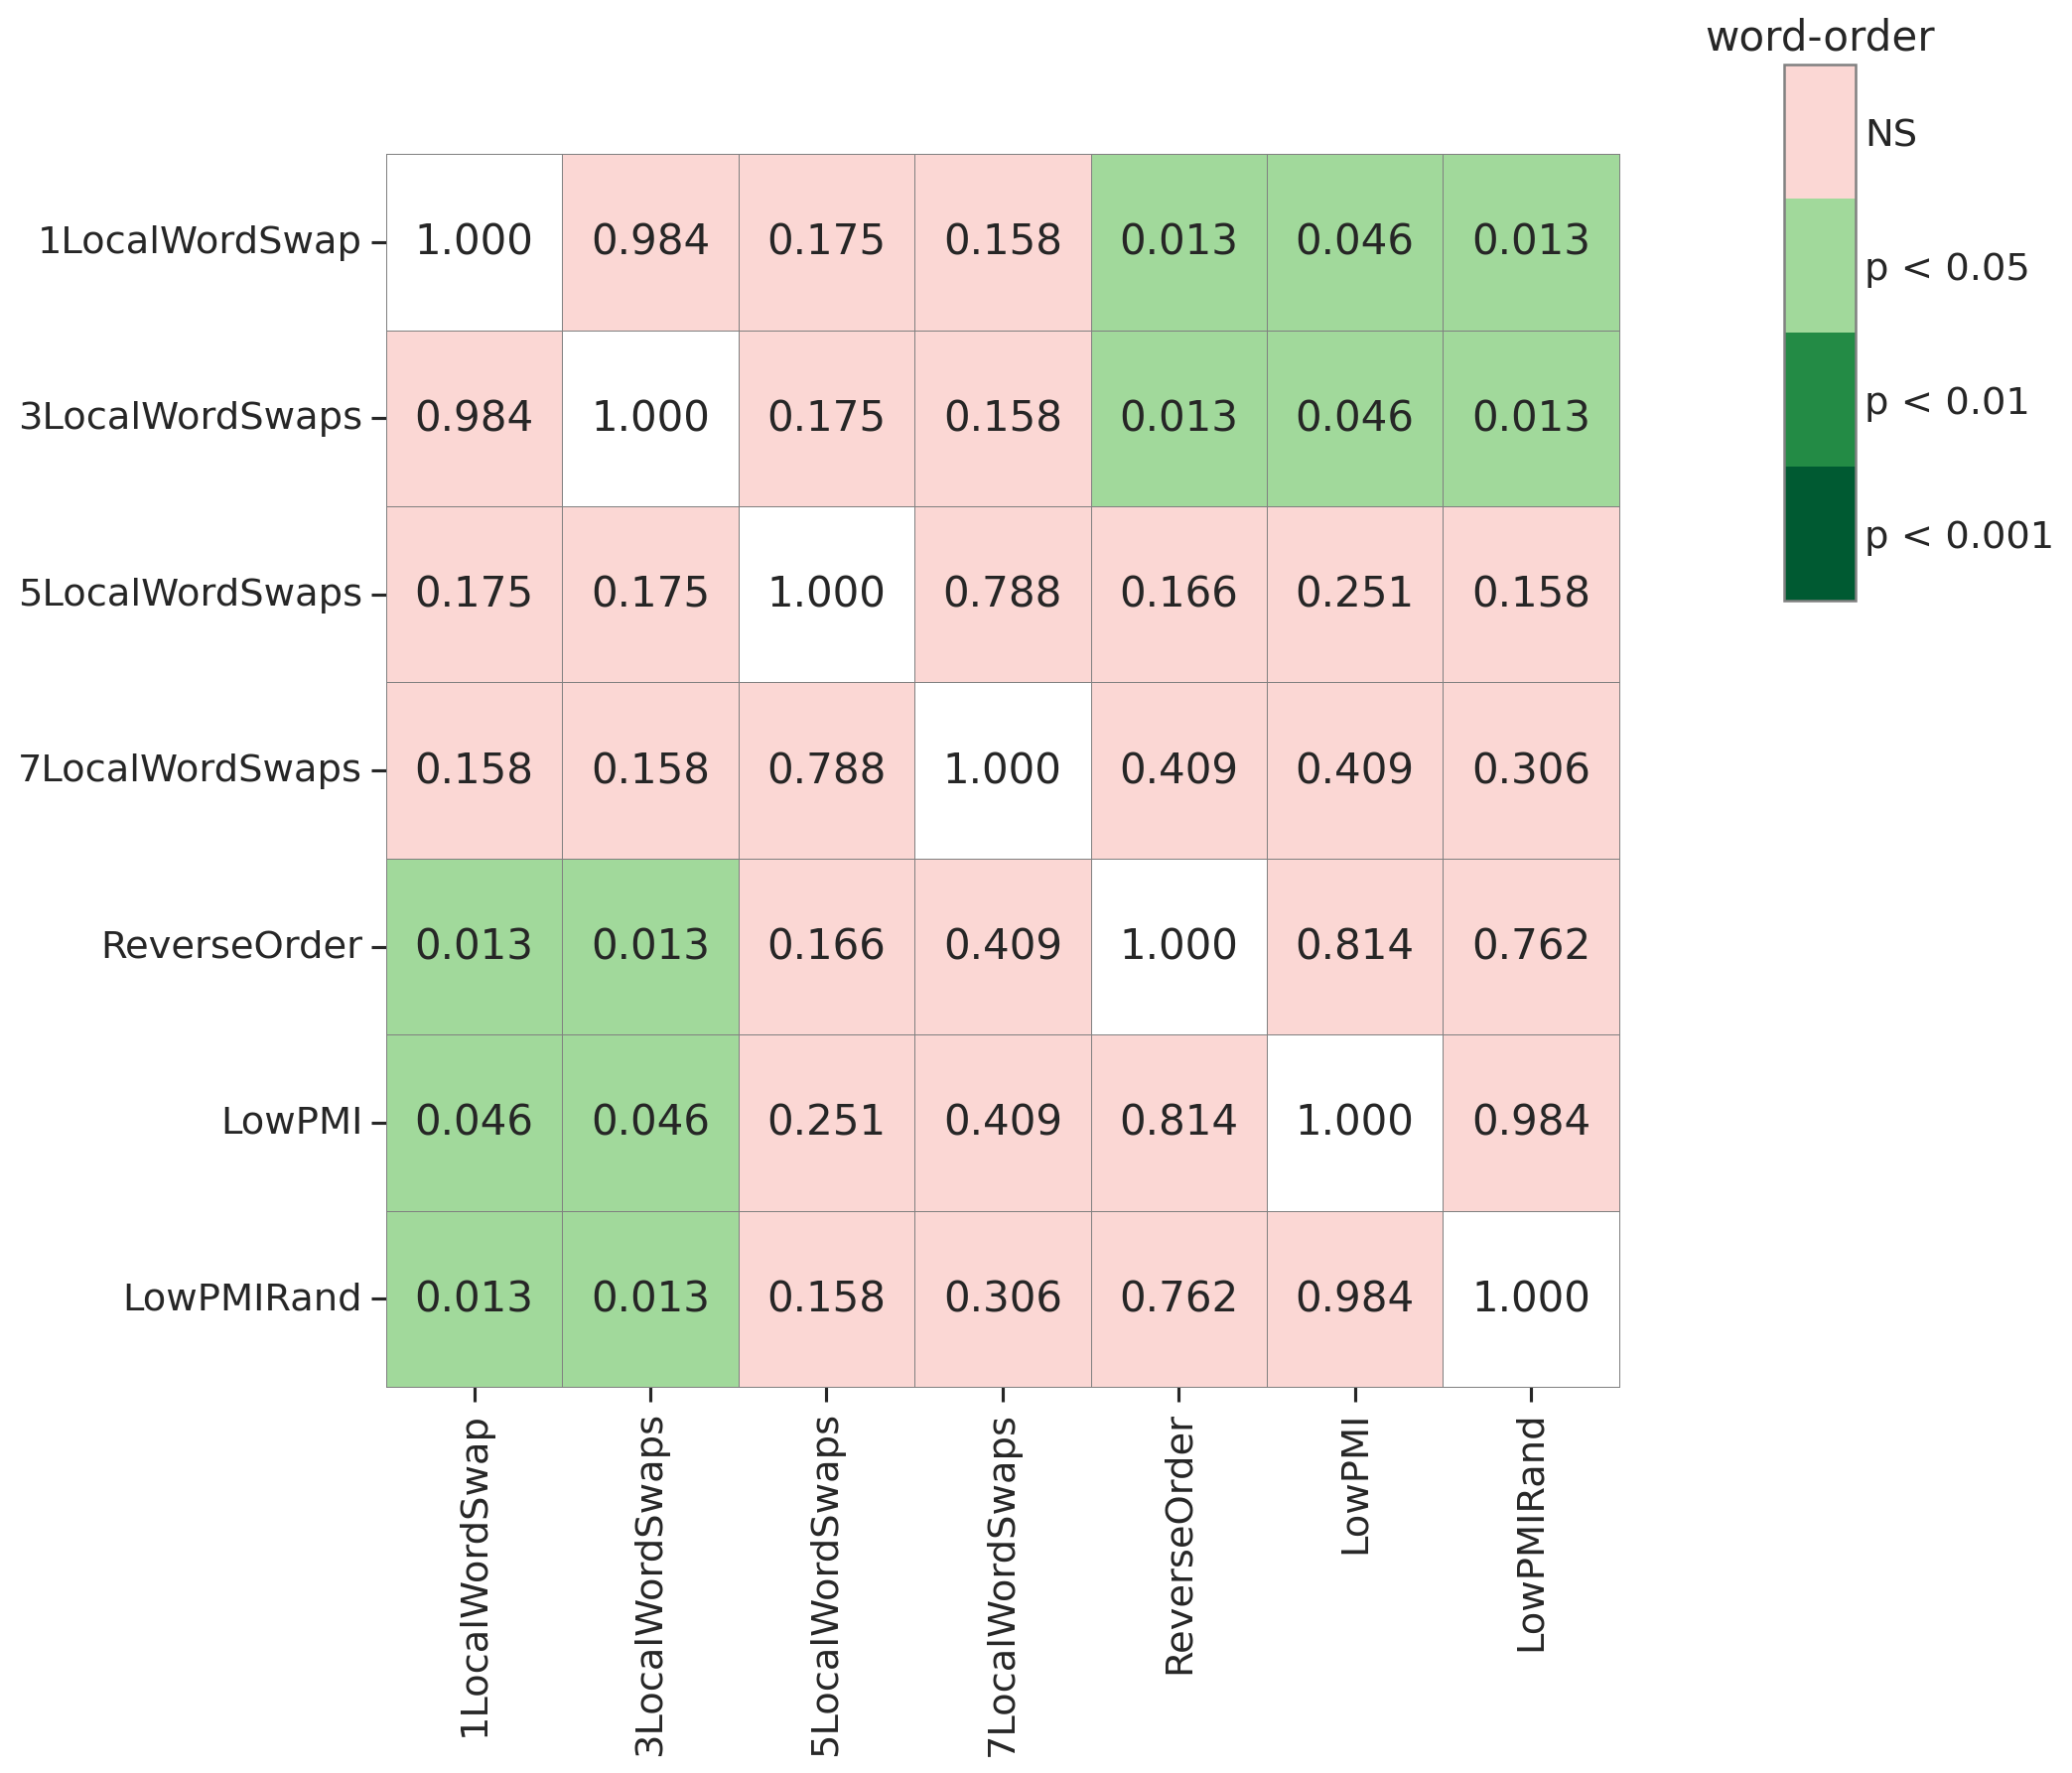 word-order
NS
p < 0.05
p < 0.01
p < 0.001
1LocalWordSwap 1.000 0.984 0.175 0.158 0.013 0.046 0.013
3LocalWordSwaps 0.984 1.000 0.175 0.158 0.013 0.046 0.013
5LocalWordSwaps 0.175 0.175 1.000 0.788 0.166 0.251 0.158
7LocalWordSwaps 0.158 0.158 0.788 1.000 0.409 0.409 0.306
ReverseOrder 0.013 0.013 0.166 0.409 1.000 0.814 0.762
LowPMI 0.046 0.046 0.251 0.409 0.814 1.000 0.984
LowPMIRand 0.013 0.013 0.158 0.306 0.762 0.984 1.000
1LocalWordSwap
3LocalWordSwaps
5LocalWordSwaps
7LocalWordSwaps
ReverseOrder
LowPMI
LowPMIRand